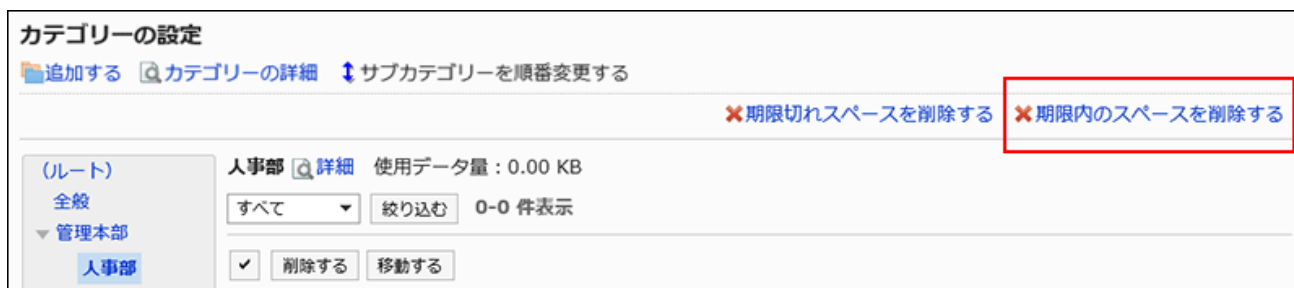 カテゴリーの設定
追加する カテゴリーの詳細 サブカテゴリーを順番変更する
期限切れスペースを削除する 期限内のスペースを削除する
(ルート)
全般
管理本部
人事部
人事部 詳細 使用データ量 : 0.00 KB
すべて 絞り込む 0-0 件表示
削除する 移動する